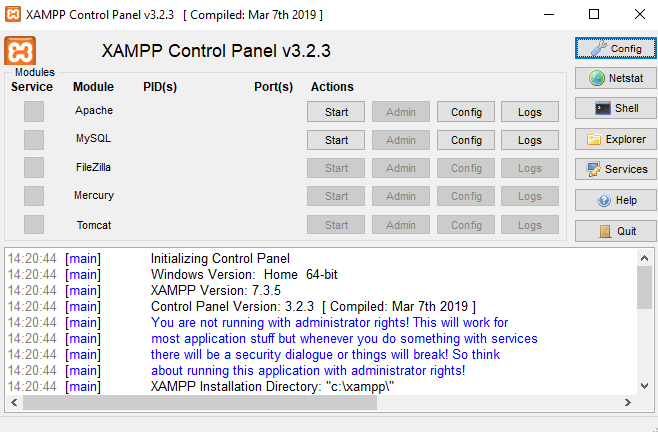 XAMPP Control Panel v3.2.3 [ Compiled: Mar 7th 2019 ]
XAMPP Control Panel v3.2.3
Config
Modules
Service Module PID(s) Port(s) Actions
Netstat
Apache Start Admin Config Logs
Shell
MySQL Start Admin Config Logs
Explorer
FileZilla Start Admin Config Logs
Services
Mercury Start Admin Config Logs
Help
Tomcat Start Admin Config Logs
Quit
14:20:44 [main] Initializing Control Panel
14:20:44 [main] Windows Version: Home 64-bit
14:20:44 [main] XAMPP Version: 7.3.5
14:20:44 [main] Control Panel Version: 3.2.3 [ Compiled: Mar 7th 2019 ]
14:20:44 [main] You are not running with administrator rights! This will work for
14:20:44 [main] most application stuff but whenever you do something with services
14:20:44 [main] there will be a security dialogue or things will break! So think
14:20:44 [main] about running this application with administrator rights!
14:20:44 [main] XAMPP Installation Directory: "c:\xampp\"